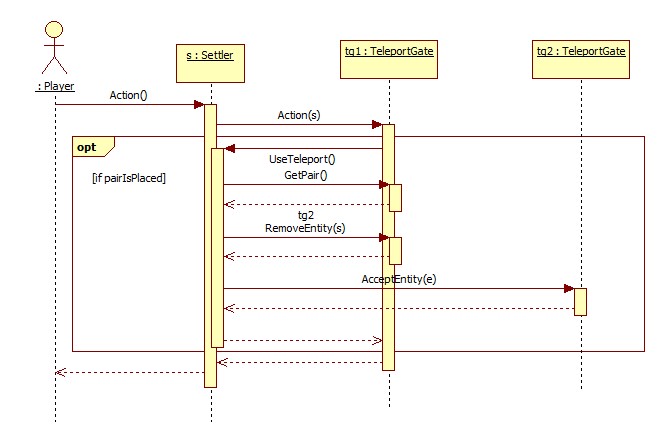 s : Settler
tg1 : TeleportGate
tg2 : TeleportGate
: Player
Action()
Action(s)
opt
UseTeleport()
[if pairIsPlaced]
GetPair()
tg2
RemoveEntity(s)
AcceptEntity(e)